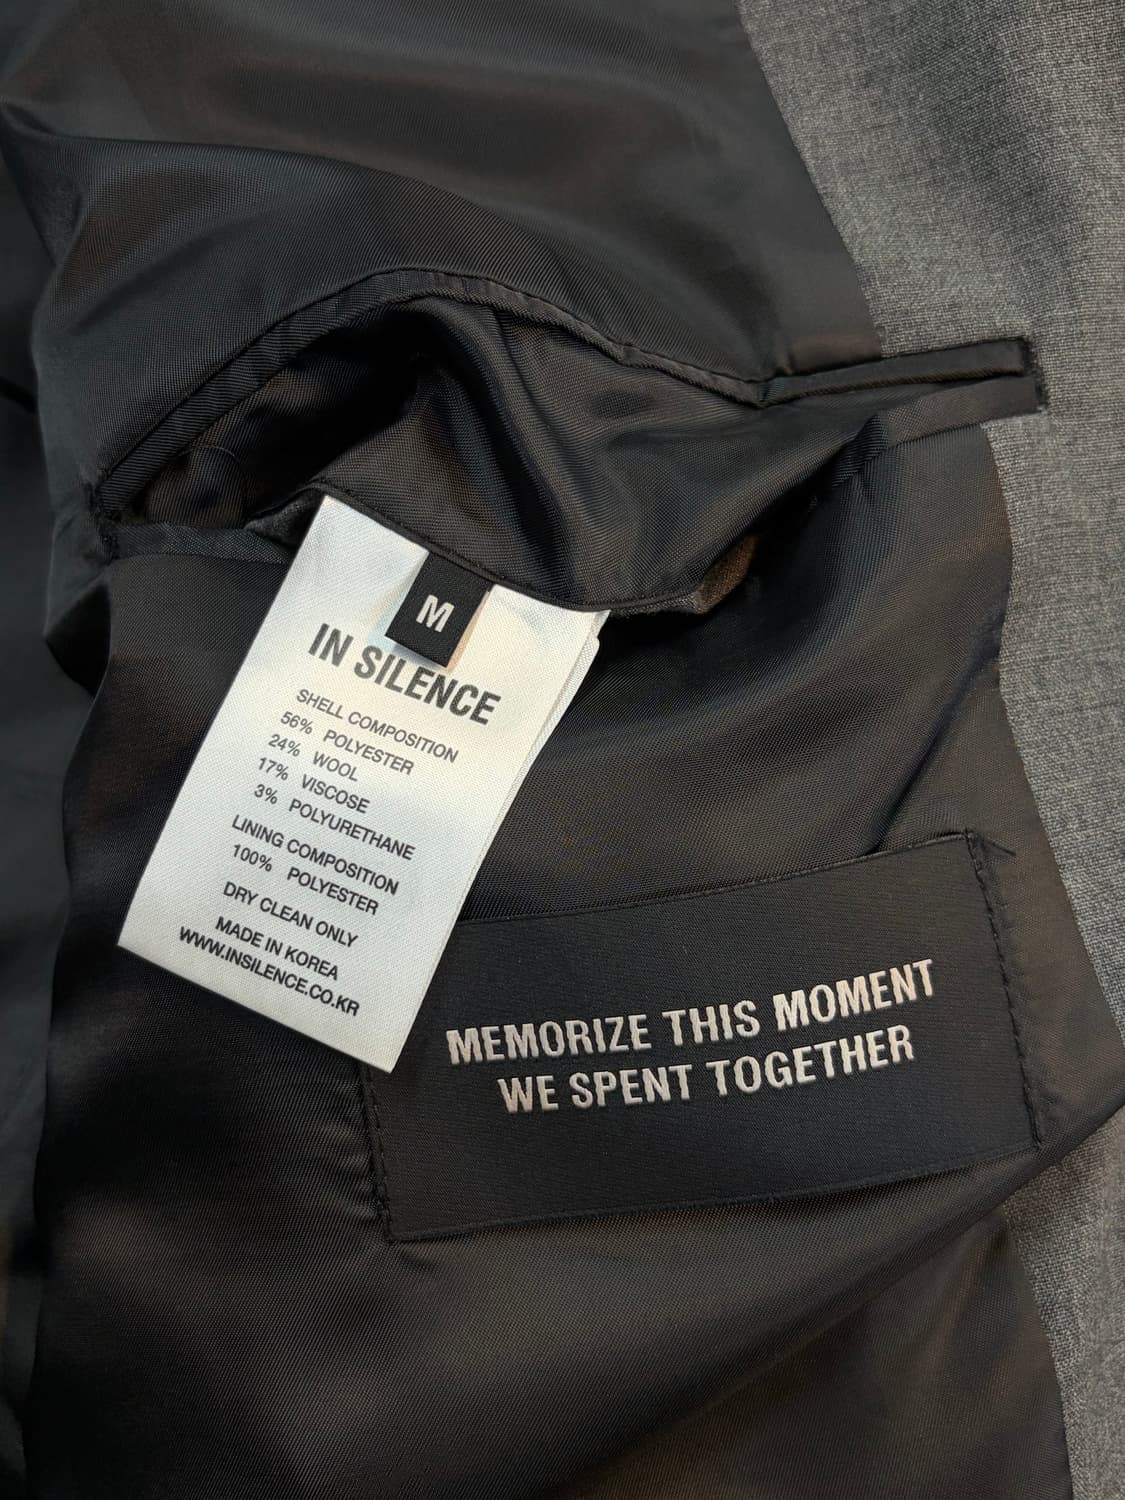 M
IN SILENCE
SHELL COMPOSITION
56% POLYESTER
24% WOOL
17% VISCOSE
3% POLYURETHANE
LINING COMPOSITION
100% POLYESTER
DRY CLEAN ONLY
MADE IN KOREA
WWW.INSILENCE.CO.KR
MEMORIZE THIS MOMENT
WE SPENT TOGETHER